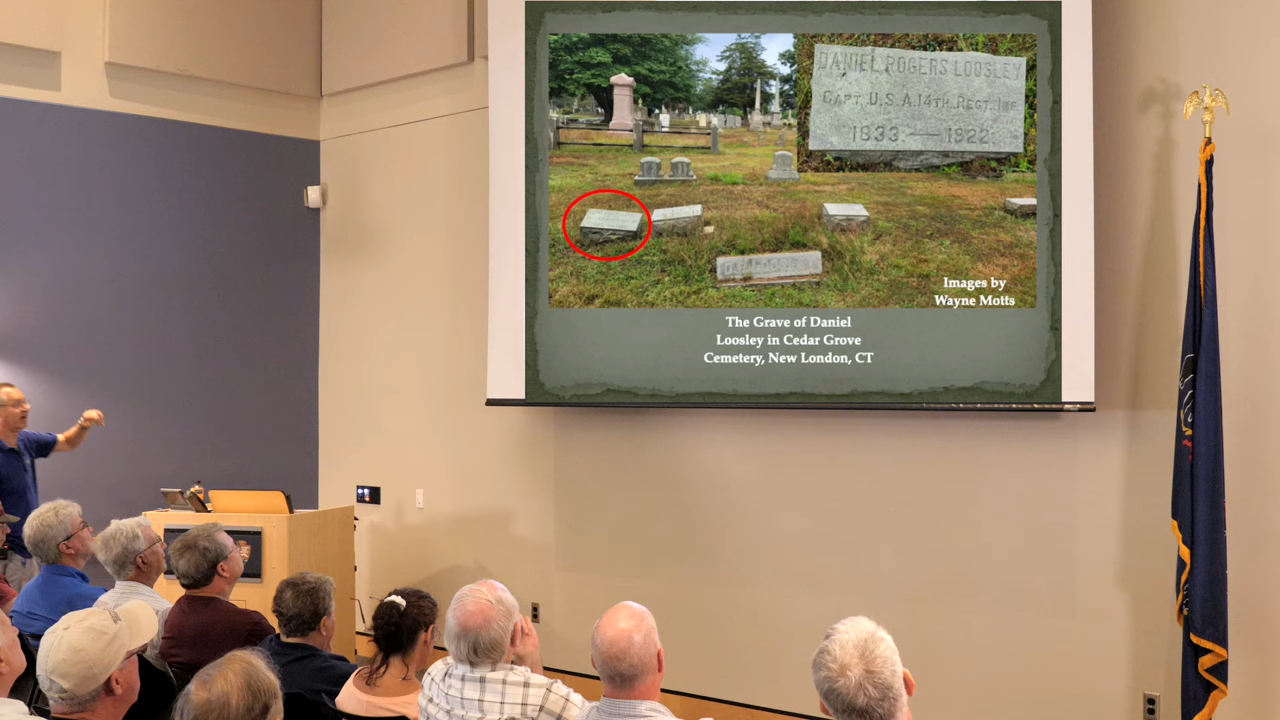 DANIEL ROGERS LOOSLEY
CAPT. U.S.A. 14TH. REGT. INF.
1833 — 1922
Images by
Wayne Motts
The Grave of Daniel
Loosley in Cedar Grove
Cemetery, New London, CT